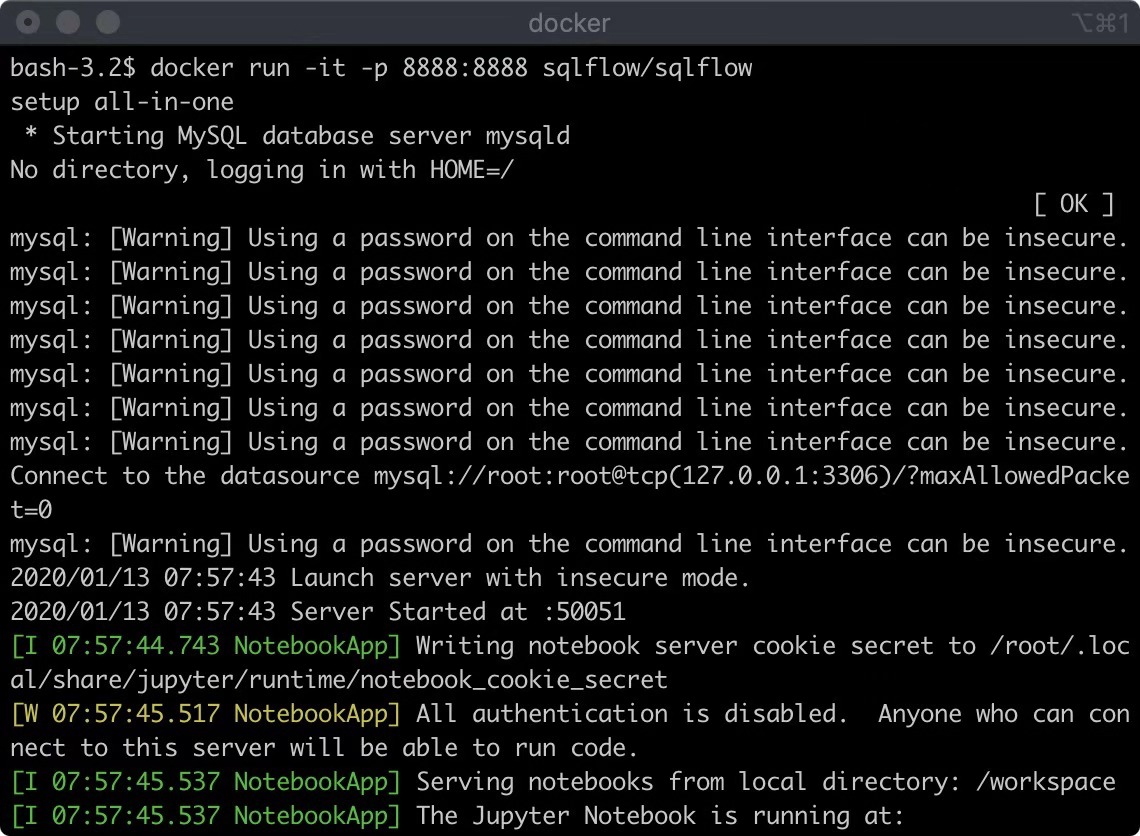 docker
⌥⌘1
bash-3.2$ docker run -it -p 8888:8888 sqlflow/sqlflow
setup all-in-one
 * Starting MySQL database server mysqld
No directory, logging in with HOME=/
[ OK ]
mysql: [Warning] Using a password on the command line interface can be insecure.
mysql: [Warning] Using a password on the command line interface can be insecure.
mysql: [Warning] Using a password on the command line interface can be insecure.
mysql: [Warning] Using a password on the command line interface can be insecure.
mysql: [Warning] Using a password on the command line interface can be insecure.
mysql: [Warning] Using a password on the command line interface can be insecure.
mysql: [Warning] Using a password on the command line interface can be insecure.
Connect to the datasource mysql://root:root@tcp(127.0.0.1:3306)/?maxAllowedPacke
t=0
mysql: [Warning] Using a password on the command line interface can be insecure.
2020/01/13 07:57:43 Launch server with insecure mode.
2020/01/13 07:57:43 Server Started at :50051
[I 07:57:44.743 NotebookApp] Writing notebook server cookie secret to /root/.loc
al/share/jupyter/runtime/notebook_cookie_secret
[W 07:57:45.517 NotebookApp] All authentication is disabled.  Anyone who can con
nect to this server will be able to run code.
[I 07:57:45.537 NotebookApp] Serving notebooks from local directory: /workspace
[I 07:57:45.537 NotebookApp] The Jupyter Notebook is running at: